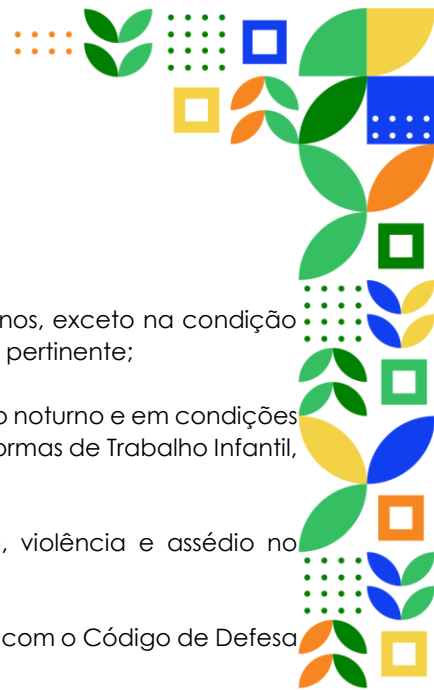 nos, exceto na condição
pertinente;
noturno e em condições
ormas de Trabalho Infantil,
violência e assédio no
com o Código de Defesa